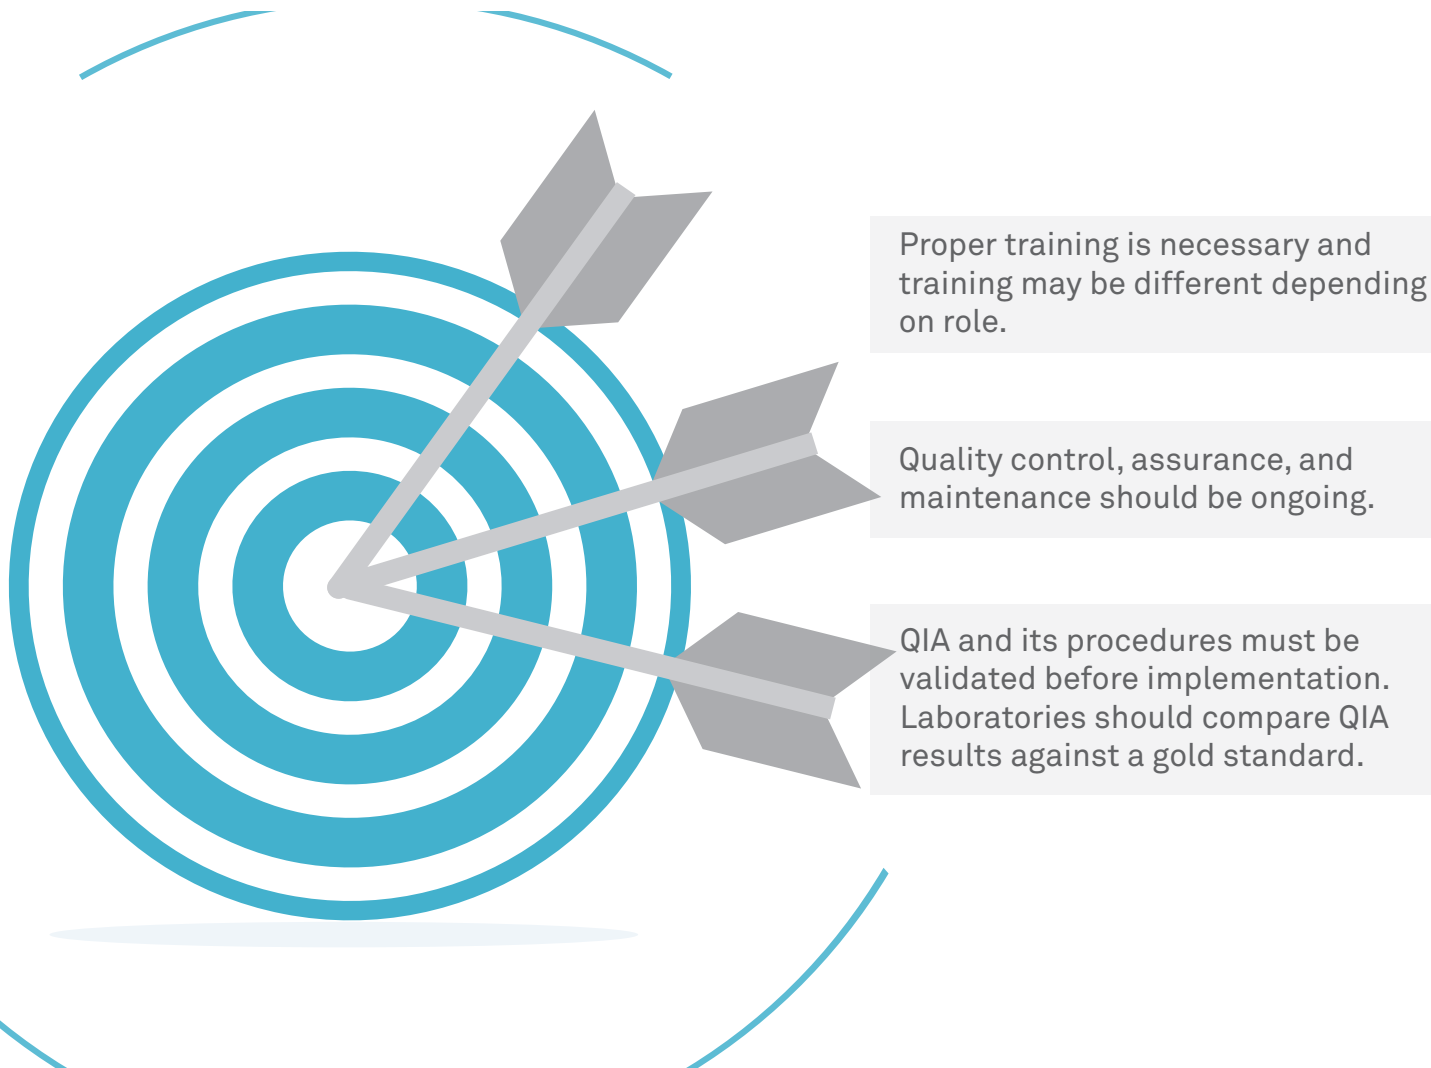 Proper training is necessary and
training may be different depending
on role.
Quality control, assurance, and
maintenance should be ongoing.
QIA and its procedures must be
validated before implementation.
Laboratories should compare QIA
results against a gold standard.